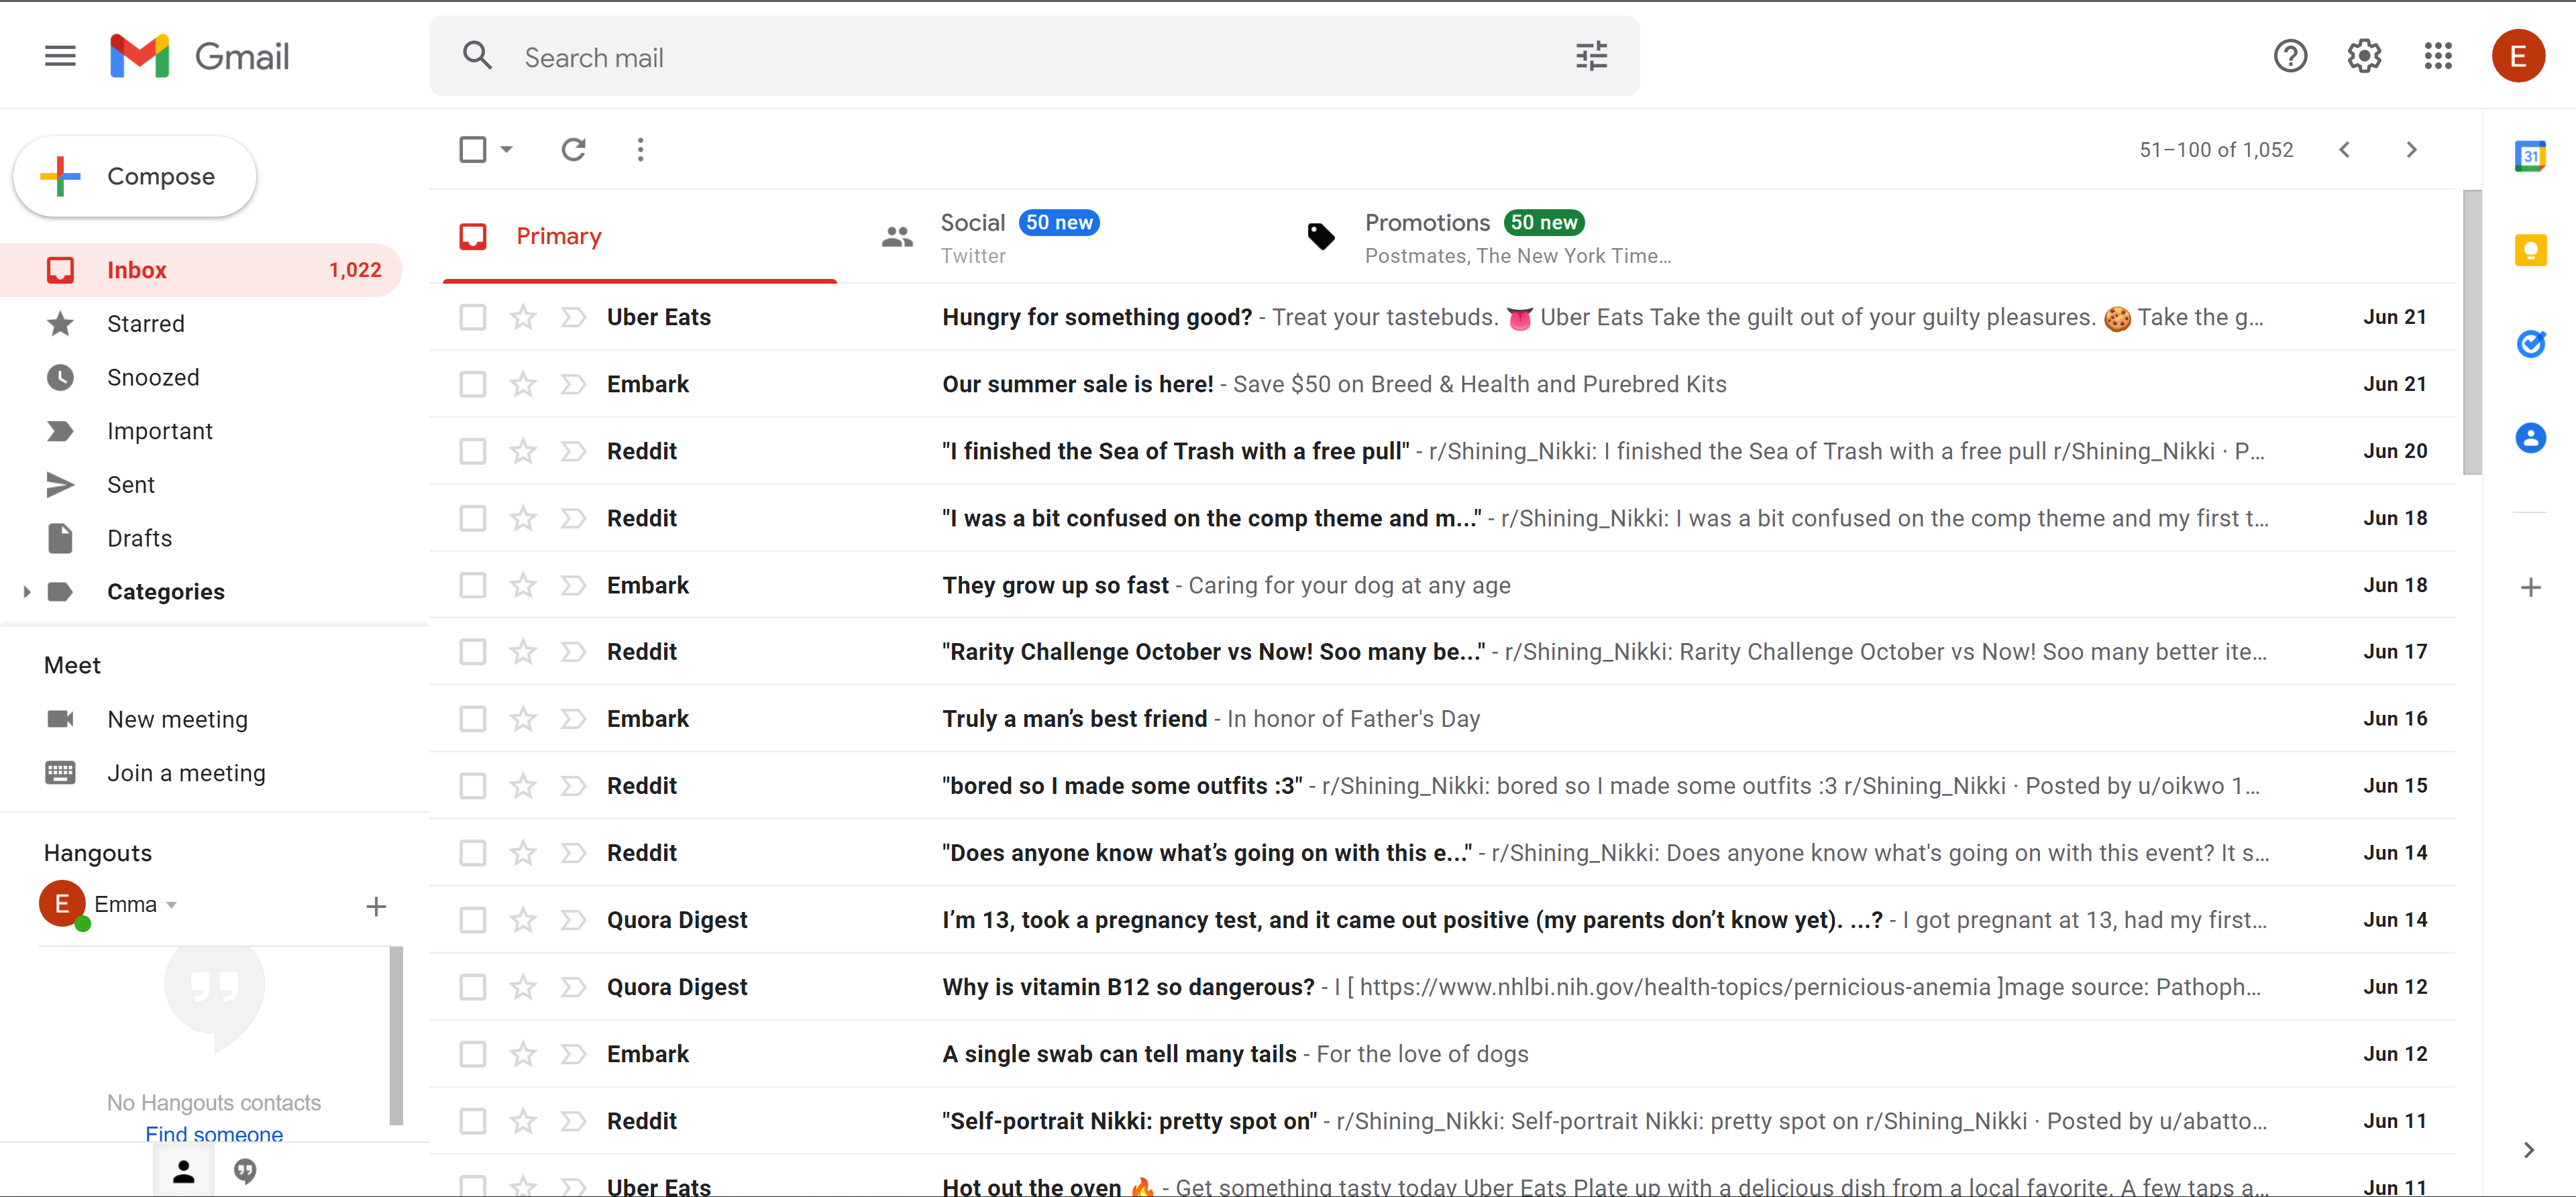 Gmail
Search mail
E
Compose
51–100 of 1,052
31
Primary
Social 50 new
Twitter
Promotions 50 new
Postmates, The New York Time...
Inbox 1,022
Starred
Snoozed
Important
Sent
Drafts
Categories
Meet
New meeting
Join a meeting
Hangouts
E Emma
No Hangouts contacts
Find someone
Uber Eats Hungry for something good? - Treat your tastebuds. 👅 Uber Eats Take the guilt out of your guilty pleasures. 🍪 Take the g... Jun 21
Embark Our summer sale is here! - Save $50 on Breed & Health and Purebred Kits Jun 21
Reddit "I finished the Sea of Trash with a free pull" - r/Shining_Nikki: I finished the Sea of Trash with a free pull r/Shining_Nikki · P... Jun 20
Reddit "I was a bit confused on the comp theme and m..." - r/Shining_Nikki: I was a bit confused on the comp theme and my first t... Jun 18
Embark They grow up so fast - Caring for your dog at any age Jun 18
Reddit "Rarity Challenge October vs Now! Soo many be..." - r/Shining_Nikki: Rarity Challenge October vs Now! Soo many better ite... Jun 17
Embark Truly a man’s best friend - In honor of Father's Day Jun 16
Reddit "bored so I made some outfits :3" - r/Shining_Nikki: bored so I made some outfits :3 r/Shining_Nikki · Posted by u/oikwo 1... Jun 15
Reddit "Does anyone know what’s going on with this e..." - r/Shining_Nikki: Does anyone know what's going on with this event? It s... Jun 14
Quora Digest I’m 13, took a pregnancy test, and it came out positive (my parents don’t know yet). ...? - I got pregnant at 13, had my first... Jun 14
Quora Digest Why is vitamin B12 so dangerous? - I [ https://www.nhlbi.nih.gov/health-topics/pernicious-anemia ]mage source: Pathoph... Jun 12
Embark A single swab can tell many tails - For the love of dogs Jun 12
Reddit "Self-portrait Nikki: pretty spot on" - r/Shining_Nikki: Self-portrait Nikki: pretty spot on r/Shining_Nikki · Posted by u/abatto... Jun 11
Uber Eats Hot out the oven 🔥 - Get something tasty today Uber Eats Plate up with a delicious dish from a local favorite. A few taps a... Jun 11